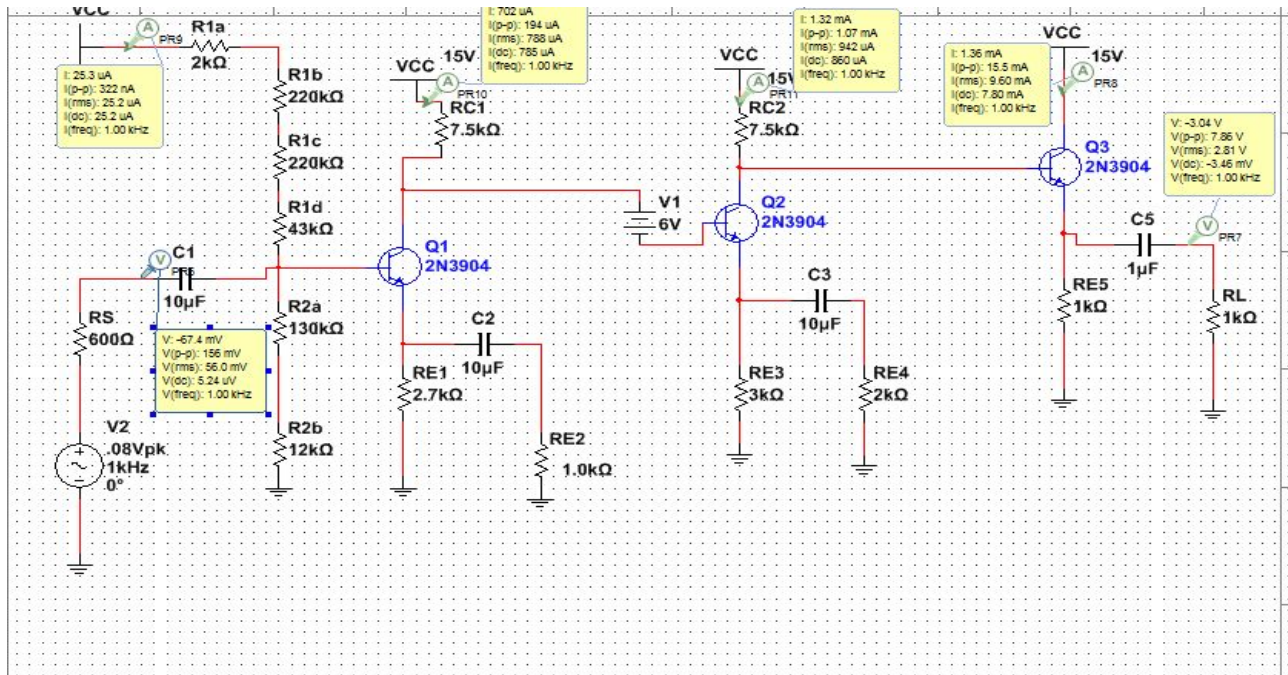 VCC
A
PR9
R1a
2kΩ
I: 25.3 uA
I(p-p): 322 nA
I(rms): 25.2 uA
I(dc): 25.2 uA
I(freq): 1.00 kHz
R1b
220kΩ
R1c
220kΩ
R1d
43kΩ
I: 702 uA
I(p-p): 194 uA
I(rms): 788 uA
I(dc): 785 uA
I(freq): 1.00 kHz
VCC
15V
A
PR10
RC1
7.5kΩ
I: 1.32 mA
I(p-p): 1.07 mA
I(rms): 942 uA
I(dc): 860 uA
I(freq): 1.00 kHz
VCC
15V
A
PR11
RC2
7.5kΩ
I: 1.36 mA
I(p-p): 15.5 mA
I(rms): 9.60 mA
I(dc): 7.80 mA
I(freq): 1.00 kHz
VCC
15V
A
PR8
Q3
2N3904
V: -3.04 V
V(p-p): 7.86 V
V(rms): 2.81 V
V(dc): -3.46 mV
V(freq): 1.00 kHz
V
PR7
C5
1µF
V1
6V
Q2
2N3904
Q1
2N3904
V
C1
10µF
RS
600Ω
V: -67.4 mV
V(p-p): 156 mV
V(rms): 56.0 mV
V(dc): 5.24 uV
V(freq): 1.00 kHz
R2a
130kΩ
C2
10µF
C3
10µF
RE5
1kΩ
RL
1kΩ
RE1
2.7kΩ
RE3
3kΩ
RE4
2kΩ
V2
.08Vpk
1kHz
0°
R2b
12kΩ
RE2
1.0kΩ